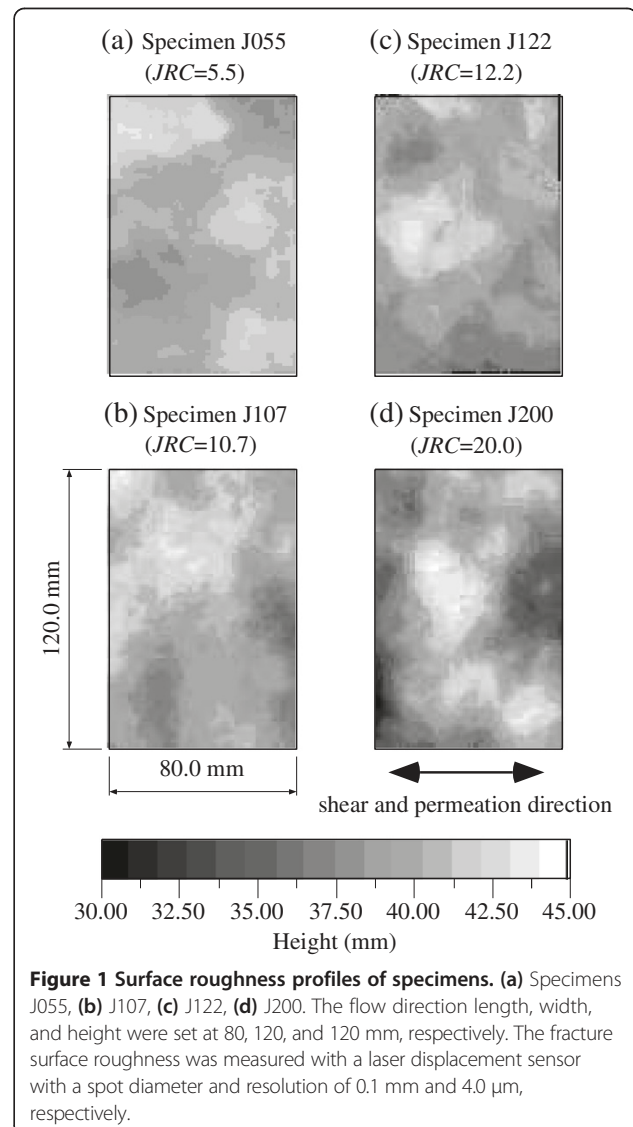 (a) Specimen J055
(JRC=5.5)
(c) Specimen J122
(JRC=12.2)
(b) Specimen J107
(JRC=10.7)
(d) Specimen J200
(JRC=20.0)
120.0 mm
80.0 mm
shear and permeation direction
30.00 32.50 35.00 37.50 40.00 42.50 45.00
Height (mm)
Figure 1 Surface roughness profiles of specimens. (a) Specimens
J055, (b) J107, (c) J122, (d) J200. The flow direction length, width,
and height were set at 80, 120, and 120 mm, respectively. The fracture
surface roughness was measured with a laser displacement sensor
with a spot diameter and resolution of 0.1 mm and 4.0 μm,
respectively.